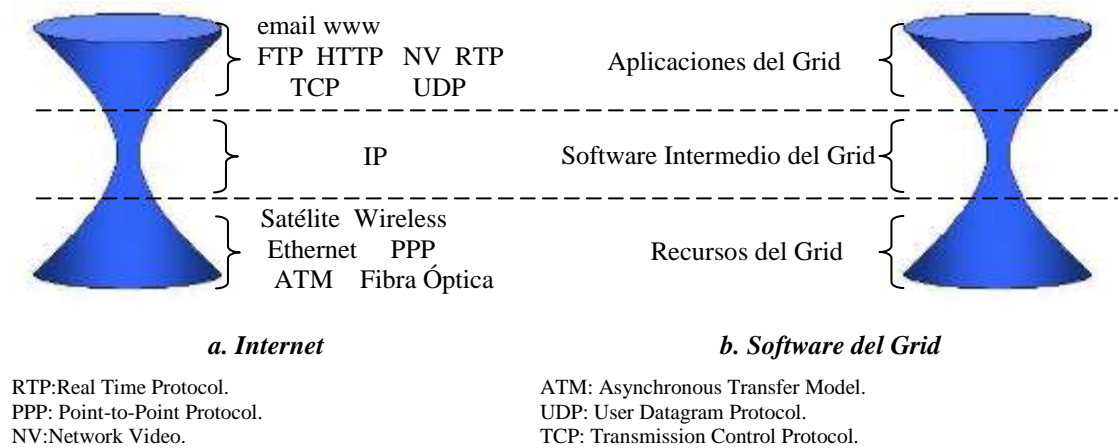 email www
FTP HTTP NV RTP
TCP UDP
Aplicaciones del Grid
IP
Software Intermedio del Grid
Satélite Wireless
Ethernet PPP
ATM Fibra Óptica
Recursos del Grid
a. Internet
b. Software del Grid
RTP:Real Time Protocol.
PPP: Point-to-Point Protocol.
NV:Network Video.
ATM: Asynchronous Transfer Model.
UDP: User Datagram Protocol.
TCP: Transmission Control Protocol.